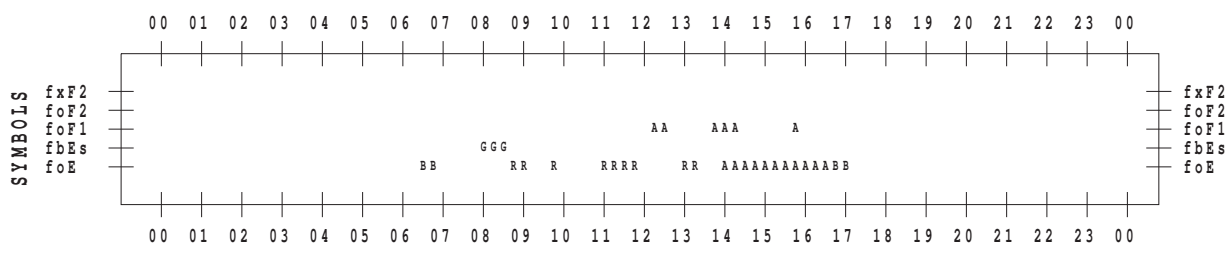 00 01 02 03 04 05 06 07 08 09 10 11 12 13 14 15 16 17 18 19 20 21 22 23 00
SYMBOLS
fxF2 fxF2
foF2 foF2
foF1 AA AAA A foF1
fbEs GGG fbEs
foE BB RR R RRRR RR AAAAAAAAAAABB foE
00 01 02 03 04 05 06 07 08 09 10 11 12 13 14 15 16 17 18 19 20 21 22 23 00